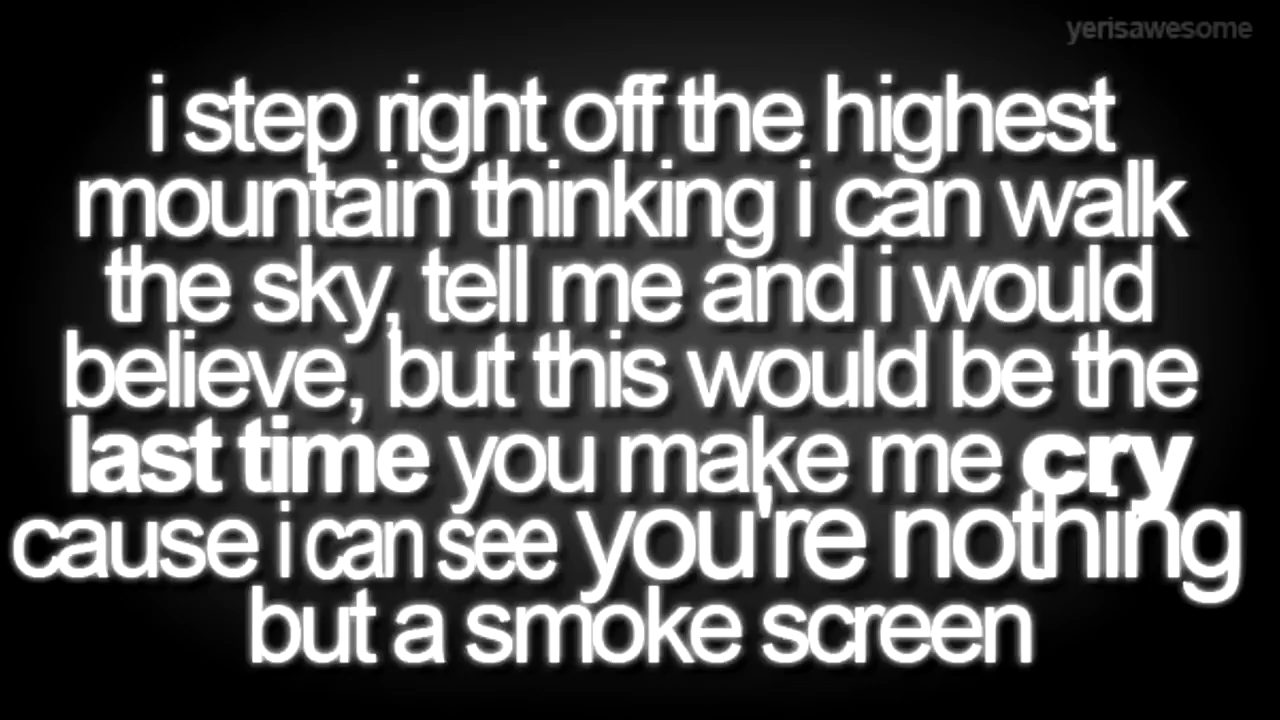 yerisawesome
i step right off the highest
mountain thinking i can walk
the sky, tell me and i would
believe, but this would be the
last time you make me cry
cause i can see you're nothing
but a smoke screen